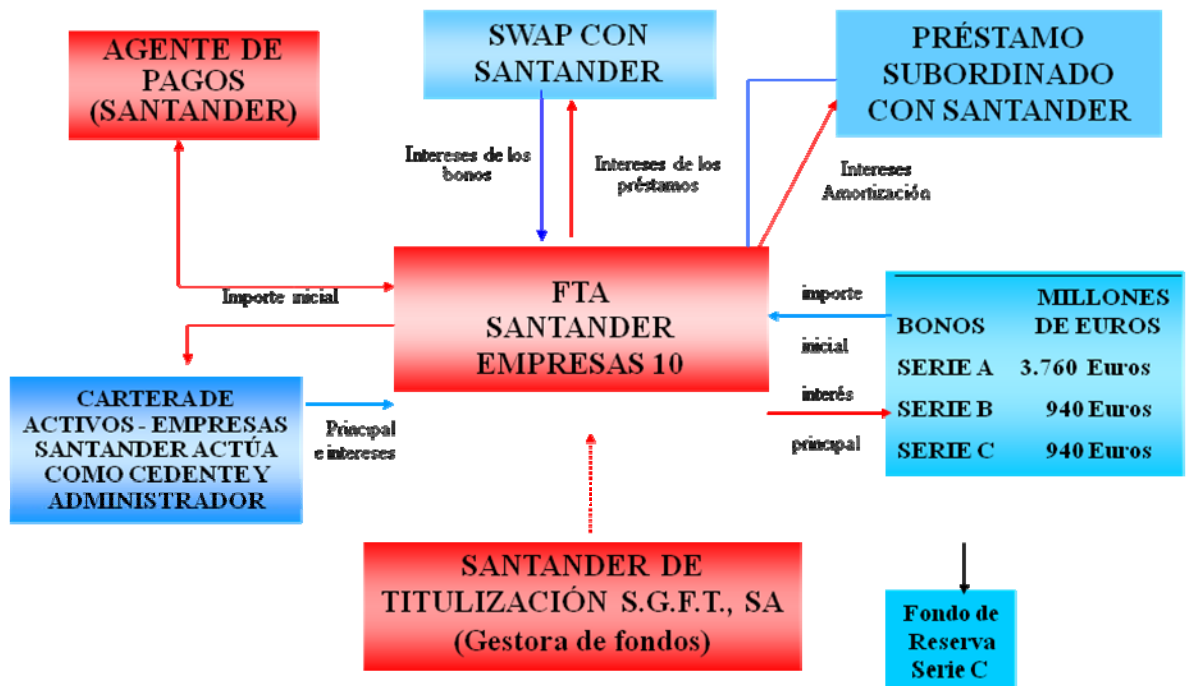 AGENTE DE
PAGOS
(SANTANDER)
SWAP CON
SANTANDER
PRÉSTAMO
SUBORDINADO
CON SANTANDER
Intereses de los
bonos
Intereses de los
préstamos
Intereses
Amortización
Importe inicial
FTA
SANTANDER
EMPRESAS 10
importe
inicial
interés
principal
MILLONES
BONOS DE EUROS
SERIE A 3.760 Euros
SERIE B 940 Euros
SERIE C 940 Euros
CARTERA DE
ACTIVOS - EMPRESAS
SANTANDER ACTÚA
COMO CEDENTE Y
ADMINISTRADOR
Principal
e intereses
SANTANDER DE
TITULIZACIÓN S.G.F.T., SA
(Gestora de fondos)
Fondo de
Reserva
Serie C